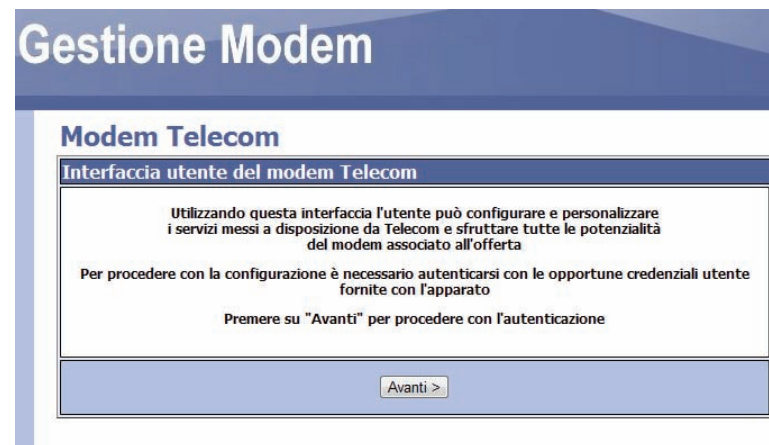 Gestione Modem
Modem Telecom
Interfaccia utente del modem Telecom
Utilizzando questa interfaccia l'utente può configurare e personalizzare
i servizi messi a disposizione da Telecom e sfruttare tutte le potenzialità
del modem associato all'offerta
Per procedere con la configurazione è necessario autenticarsi con le opportune credenziali utente
fornite con l'apparato
Premere su "Avanti" per procedere con l'autenticazione
Avanti >